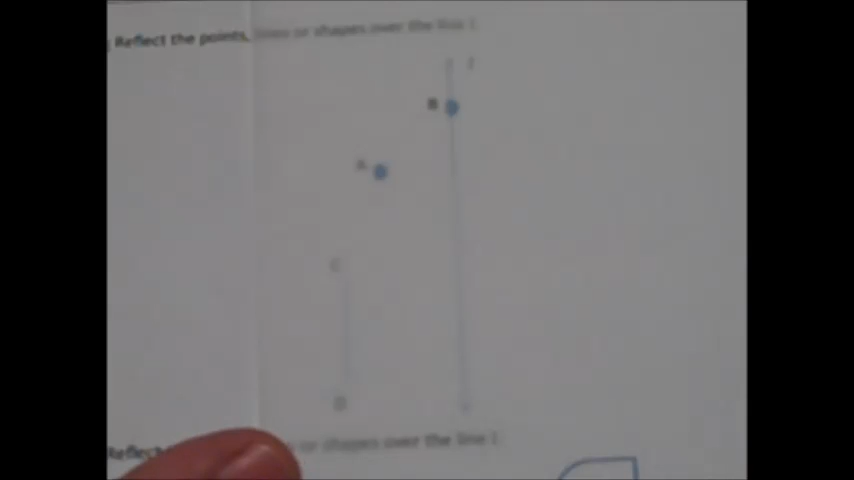 Reflect the points, lines or shapes over the line l
l
B
A
C
D
Reflect
or shapes over the line l